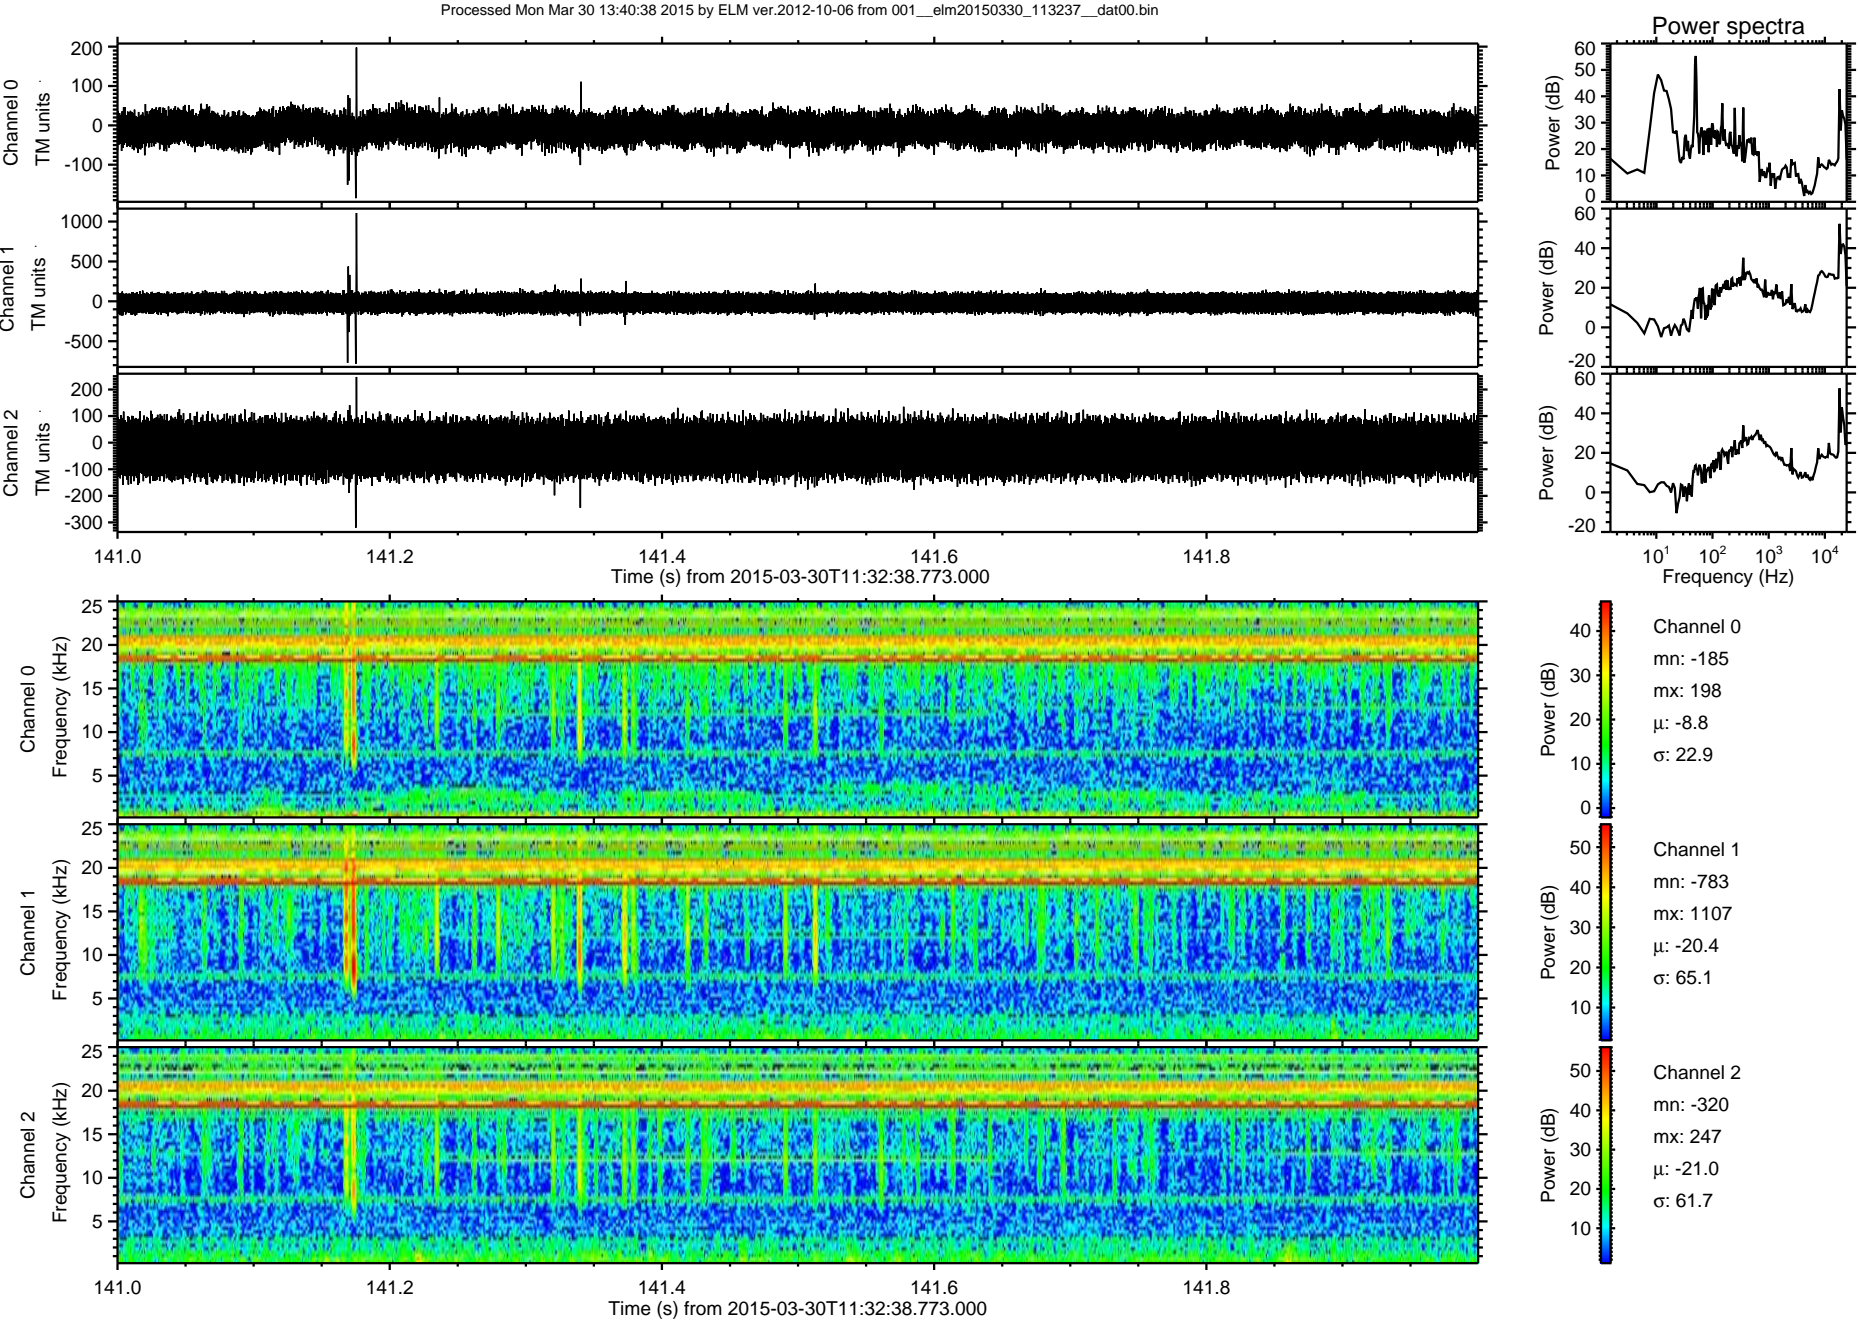 Processed Mon Mar 30 13:40:38 2015 by ELM ver.2012-10-06 from 001__elm20150330_113237__dat00.bin
Power spectra
Channel 0
TM units
200
100
0
-100
Power (dB)
60
50
40
30
20
10
0
Channel 1
TM units
1000
500
0
-500
Power (dB)
60
40
20
0
-20
Channel 2
TM units
200
100
0
-100
-200
-300
Power (dB)
60
40
20
0
-20
141.0 141.2 141.4 141.6 141.8
Time (s) from 2015-03-30T11:32:38.773.000
10¹ 10² 10³ 10⁴
Frequency (Hz)
Channel 0
Frequency (kHz)
25
20
15
10
5
Power (dB)
40
30
20
10
0
Channel 0
mn: -185
mx: 198
μ: -8.8
σ: 22.9
Channel 1
Frequency (kHz)
25
20
15
10
5
Power (dB)
50
40
30
20
10
Channel 1
mn: -783
mx: 1107
μ: -20.4
σ: 65.1
Channel 2
Frequency (kHz)
25
20
15
10
5
Power (dB)
50
40
30
20
10
Channel 2
mn: -320
mx: 247
μ: -21.0
σ: 61.7
141.0 141.2 141.4 141.6 141.8
Time (s) from 2015-03-30T11:32:38.773.000